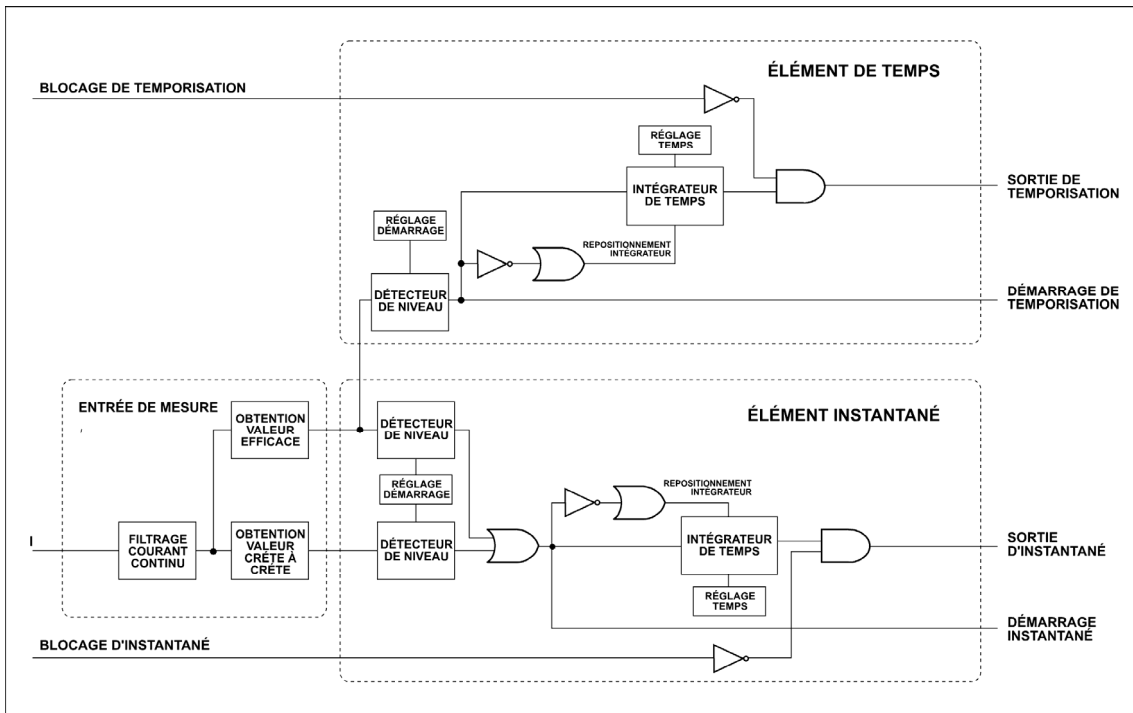 ÉLÉMENT DE TEMPS
BLOCAGE DE TEMPORISATION
RÉGLAGE
TEMPS
INTÉGRATEUR
DE TEMPS
SORTIE DE
TEMPORISATION
RÉGLAGE
DÉMARRAGE
REPOSITIONNEMENT
INTÉGRATEUR
DÉTECTEUR
DE NIVEAU
DÉMARRAGE DE
TEMPORISATION
ENTRÉE DE MESURE
OBTENTION
VALEUR
EFFICACE
ÉLÉMENT INSTANTANÉ
DÉTECTEUR
DE NIVEAU
RÉGLAGE
DÉMARRAGE
REPOSITIONNEMENT
INTÉGRATEUR
I
FILTRAGE
COURANT
CONTINU
OBTENTION
VALEUR
CRÉTE À
CRÉTE
DÉTECTEUR
DE NIVEAU
INTÉGRATEUR
DE TEMPS
RÉGLAGE
TEMPS
SORTIE
D'INSTANTANÉ
DÉMARRAGE
INSTANTANÉ
BLOCAGE D'INSTANTANÉ